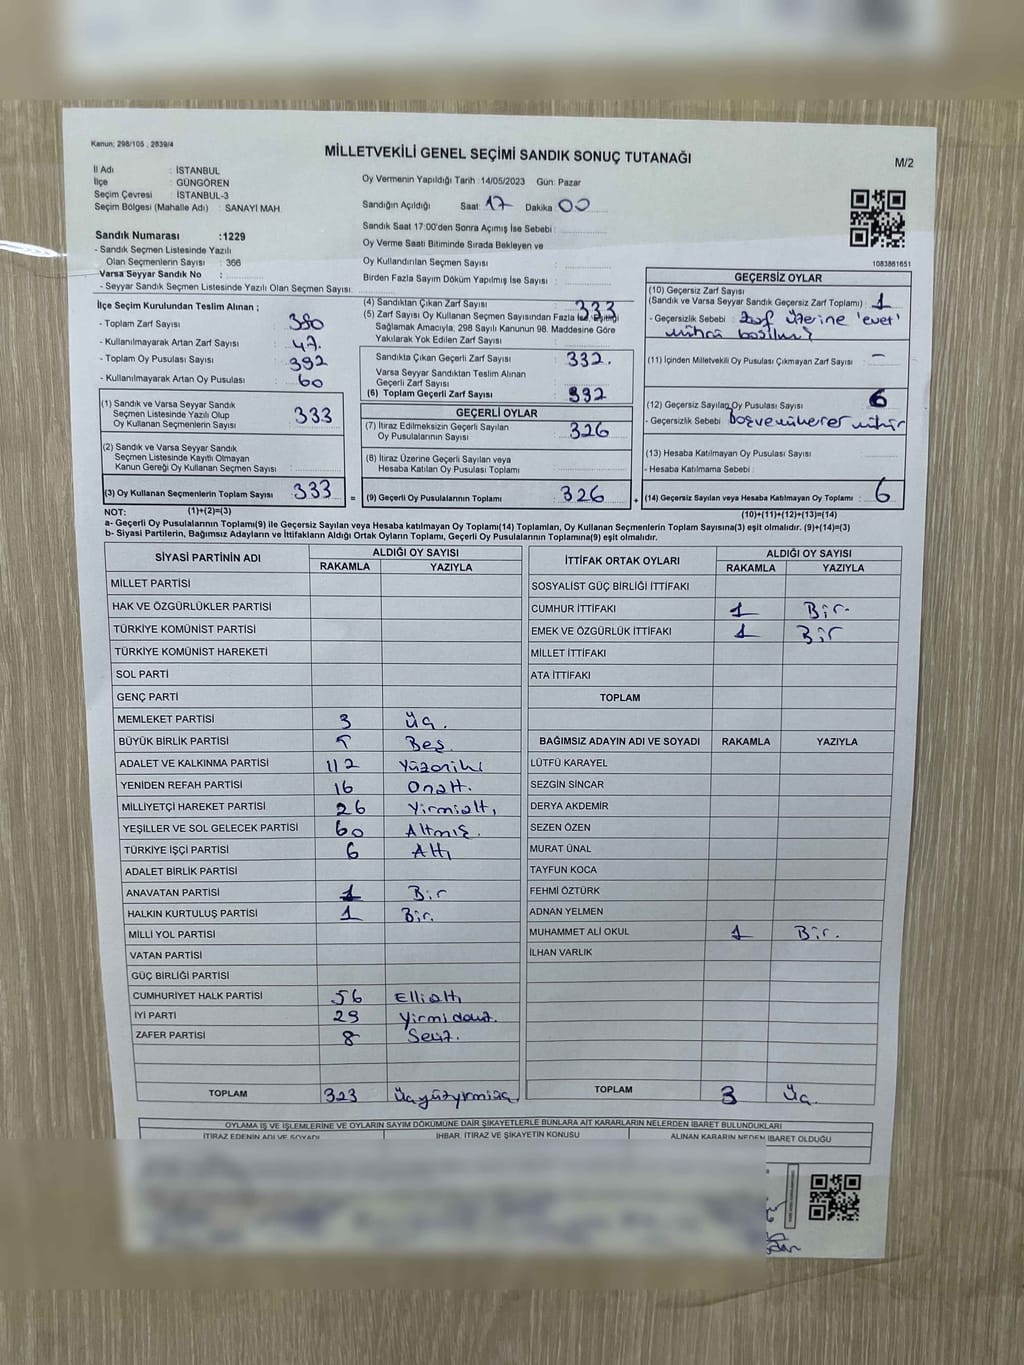 Kanun; 298/105 , 2839/4
MİLLETVEKİLİ GENEL SEÇİMİ SANDIK SONUÇ TUTANAĞI
M/2
İl Adı : İSTANBUL
İlçe : GÜNGÖREN
Seçim Çevresi : İSTANBUL-3
Seçim Bölgesi (Mahalle Adı) : SANAYİ MAH.
Sandık Numarası :1229
- Sandık Seçmen Listesinde Yazılı
Olan Seçmenlerin Sayısı : 366
Varsa Seyyar Sandık No :
- Seyyar Sandık Seçmen Listesinde Yazılı Olan Seçmen Sayısı:
Oy Vermenin Yapıldığı Tarih :14/05/2023 Gün: Pazar
Sandığın Açıldığı Saat: 17 Dakika 00
Sandık Saat 17:00'den Sonra Açımış İse Sebebi :
Oy Verme Saati Bitiminde Sırada Bekleyen ve
Oy Kullandırılan Seçmen Sayısı :
Birden Fazla Sayım Döküm Yapılmış İse Sayısı :
1083861651
İlçe Seçim Kurulundan Teslim Alınan ;
- Toplam Zarf Sayısı : 380
- Kullanılmayarak Artan Zarf Sayısı : 47.
- Toplam Oy Pusulası Sayısı : 392
- Kullanılmayarak Artan Oy Pusulası : 60
(1) Sandık ve Varsa Seyyar Sandık
Seçmen Listesinde Yazılı Olup
Oy Kullanan Seçmenlerin Sayısı : 333
(2) Sandık ve Varsa Seyyar Sandık
Seçmen Listesinde Kayıtlı Olmayan
Kanun Gereği Oy Kullanan Seçmen Sayısı :
(3) Oy Kullanan Seçmenlerin Toplam Sayısı : 333
(1)+(2)=(3)
(4) Sandıktan Çıkan Zarf Sayısı : 333
(5) Zarf Sayısı Oy Kullanan Seçmen Sayısından Fazla İse, Eşitliği
Sağlamak Amacıyla; 298 Sayılı Kanunun 98. Maddesine Göre
Yakılarak Yok Edilen Zarf Sayısı :
Sandıkta Çıkan Geçerli Zarf Sayısı : 332.
Varsa Seyyar Sandıktan Teslim Alınan
Geçerli Zarf Sayısı :
(6) Toplam Geçerli Zarf Sayısı : 332
GEÇERLİ OYLAR
(7) İtiraz Edilmeksizin Geçerli Sayılan
Oy Pusulalarının Sayısı : 326
(8) İtiraz Üzerine Geçerli Sayılan veya
Hesaba Katılan Oy Pusulası Toplamı :
(9) Geçerli Oy Pusulalarının Toplamı : 326
GEÇERSİZ OYLAR
(10) Geçersiz Zarf Sayısı
(Sandık ve Varsa Seyyar Sandık Geçersiz Zarf Toplamı) : 1
- Geçersizlik Sebebi : Zarf üzerine 'evet'
mührü basılmış
(11) İçinden Milletvekili Oy Pusulası Çıkmayan Zarf Sayısı : -
(12) Geçersiz Sayılan Oy Pusulası Sayısı : 6
- Geçersizlik Sebebi : mühür
(13) Hesaba Katılmayan Oy Pusulası Sayısı :
- Hesaba Katılmama Sebebi :
(14) Geçersiz Sayılan veya Hesaba Katılmayan Oy Toplamı : 6
(10)+(11)+(12)+(13)=(14)
NOT:
a- Geçerli Oy Pusulalarının Toplamı(9) ile Geçersiz Sayılan veya Hesaba katılmayan Oy Toplamı(14) Toplamları, Oy Kullanan Seçmenlerin Toplam Sayısına(3) eşit olmalıdır. (9)+(14)=(3)
b- Siyasi Partilerin, Bağımsız Adayların ve İttifakların Aldığı Ortak Oyların Toplamı, Geçerli Oy Pusulalarının Toplamına(9) eşit olmalıdır.
SİYASİ PARTİNİN ADI ALDIĞI OY SAYISI
RAKAMLA YAZIYLA
MİLLET PARTİSİ
HAK VE ÖZGÜRLÜKLER PARTİSİ
TÜRKİYE KOMÜNİST PARTİSİ
TÜRKİYE KOMÜNİST HAREKETİ
SOL PARTİ
GENÇ PARTİ
MEMLEKET PARTİSİ 3 Üç.
BÜYÜK BİRLİK PARTİSİ 5 Beş.
ADALET VE KALKINMA PARTİSİ 112 Yüzoniki
YENİDEN REFAH PARTİSİ 16 Onaltı.
MİLLİYETÇİ HAREKET PARTİSİ 26 Yirmialtı
YEŞİLLER VE SOL GELECEK PARTİSİ 60 Altmış.
TÜRKİYE İŞÇİ PARTİSİ 6 Altı
ADALET BİRLİK PARTİSİ
ANAVATAN PARTİSİ 1 Bir
HALKIN KURTULUŞ PARTİSİ 1 Bir.
MİLLİ YOL PARTİSİ
VATAN PARTİSİ
GÜÇ BİRLİĞİ PARTİSİ
CUMHURİYET HALK PARTİSİ 56 Ellialtı
İYİ PARTİ 29 Yirmidokuz.
ZAFER PARTİSİ 8 Sekiz.
TOPLAM 323 Üçyüzyirmiüç
İTTİFAK ORTAK OYLARI ALDIĞI OY SAYISI
RAKAMLA YAZIYLA
SOSYALİST GÜÇ BİRLİĞİ İTTİFAKI
CUMHUR İTTİFAKI 1 Bir.
EMEK VE ÖZGÜRLÜK İTTİFAKI 1 Bir
MİLLET İTTİFAKI
ATA İTTİFAKI
TOPLAM
BAĞIMSIZ ADAYIN ADI VE SOYADI RAKAMLA YAZIYLA
LÜTFÜ KARAYEL
SEZGİN SİNCAR
DERYA AKDEMİR
SEZEN ÖZEN
MURAT ÜNAL
TAYFUN KOCA
FEHMİ ÖZTÜRK
ADNAN YELMEN
MUHAMMET ALİ OKUL 1 Bir.
İLHAN VARLIK
TOPLAM 3 Üç.
OYLAMA İŞ VE İŞLEMLERİNE VE OYLARIN SAYIM DÖKÜMÜNE DAİR ŞİKAYETLERLE BUNLARA AİT KARARLARIN NELERDEN İBARET BULUNDUKLARI
İTİRAZ EDENİN ADI VE SOYADI İHBAR, İTİRAZ VE ŞİKAYETİN KONUSU ALINAN KARARIN NEDEN İBARET OLDUĞU